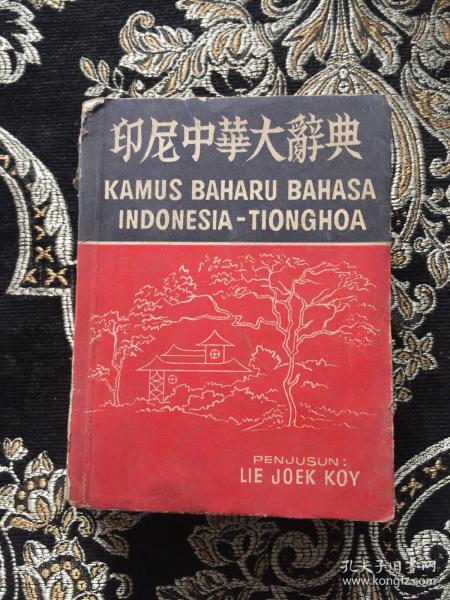 印尼中華大辭典
KAMUS BAHARU BAHASA
INDONESIA-TIONGHOA
PENJUSUN:
LIE JOEK KOY
孔夫子旧书网
www.kongfz.com